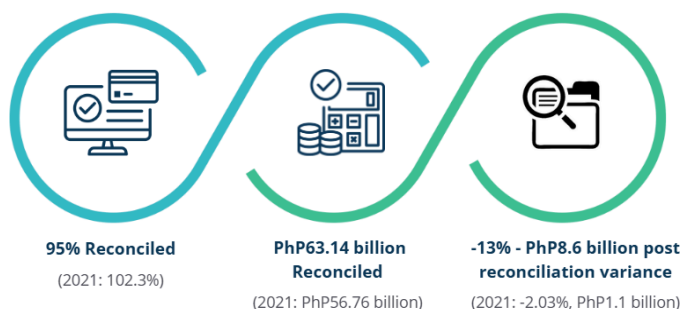 95% Reconciled
(2021: 102.3%)
PhP63.14 billion
Reconciled
(2021: PhP56.76 billion)
-13% - PhP8.6 billion post
reconciliation variance
(2021: -2.03%, PhP1.1 billion)